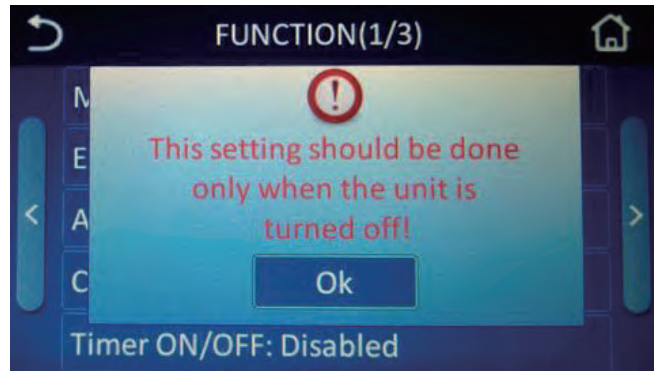 FUNCTION(1/3)
M
This setting should be done
E
only when the unit is
A
turned off!
C
Ok
Timer ON/OFF: Disabled